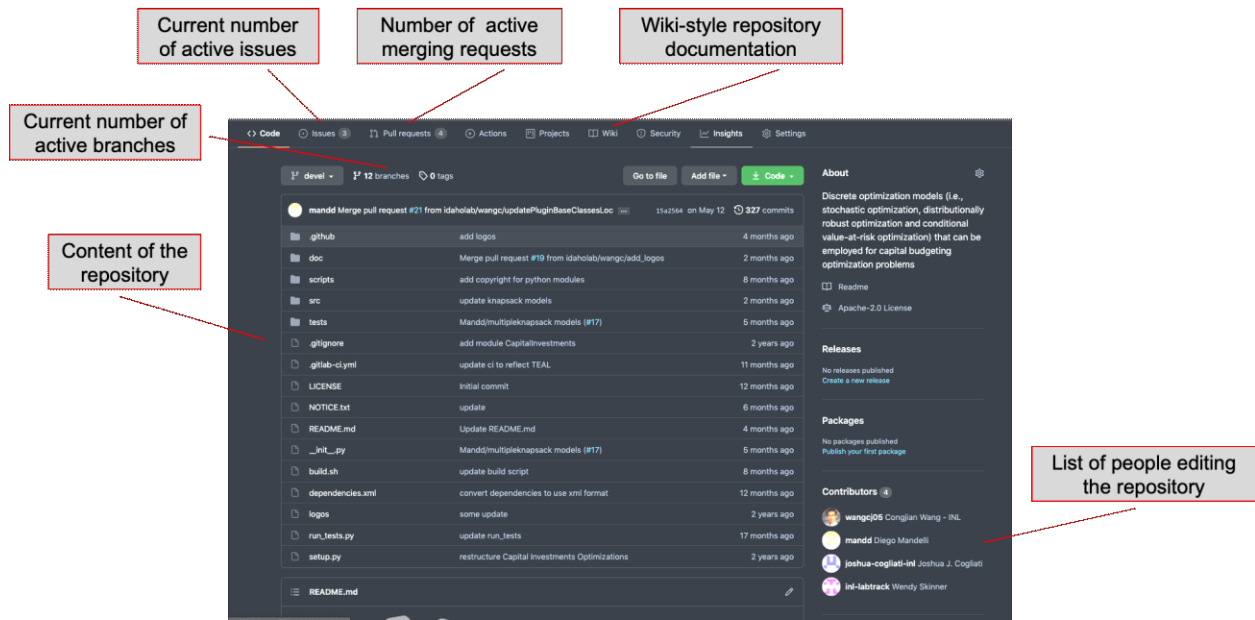 Current number
of active issues
Number of active
merging requests
Wiki-style repository
documentation
Current number of
active branches
Code Issues 3 Pull requests 4 Actions Projects Wiki Security Insights Settings
devel 12 branches 0 tags Go to file Add file Code
mandd Merge pull request #21 from idaholab/wangc/updatePluginBaseClassesLoc ... 15a2564 on May 12 327 commits
.github add logos 4 months ago
doc Merge pull request #19 from idaholab/wangc/add_logos 2 months ago
scripts add copyright for python modules 8 months ago
src update knapsack models 2 months ago
tests Mandd/multipleknapsack models (#17) 5 months ago
.gitignore add module CapitalInvestments 2 years ago
.gitlab-ci.yml update ci to reflect TEAL 11 months ago
LICENSE Initial commit 12 months ago
NOTICE.txt update 6 months ago
README.md Update README.md 4 months ago
__init__.py Mandd/multipleknapsack models (#17) 5 months ago
build.sh update build script 8 months ago
dependencies.xml convert dependencies to use xml format 12 months ago
logos some update 2 years ago
run_tests.py update run_tests 17 months ago
setup.py restructure Capital Investments Optimizations 2 years ago
README.md
About
Discrete optimization models (i.e.,
stochastic optimization, distributionally
robust optimization and conditional
value-at-risk optimization) that can be
employed for capital budgeting
optimization problems
Readme
Apache-2.0 License
Releases
No releases published
Create a new release
Packages
No packages published
Publish your first package
Contributors 4
wangcj05 Congjian Wang - INL
mandd Diego Mandelli
joshua-cogliati-inl Joshua J. Cogliati
inl-labtrack Wendy Skinner
Content of the
repository
List of people editing
the repository